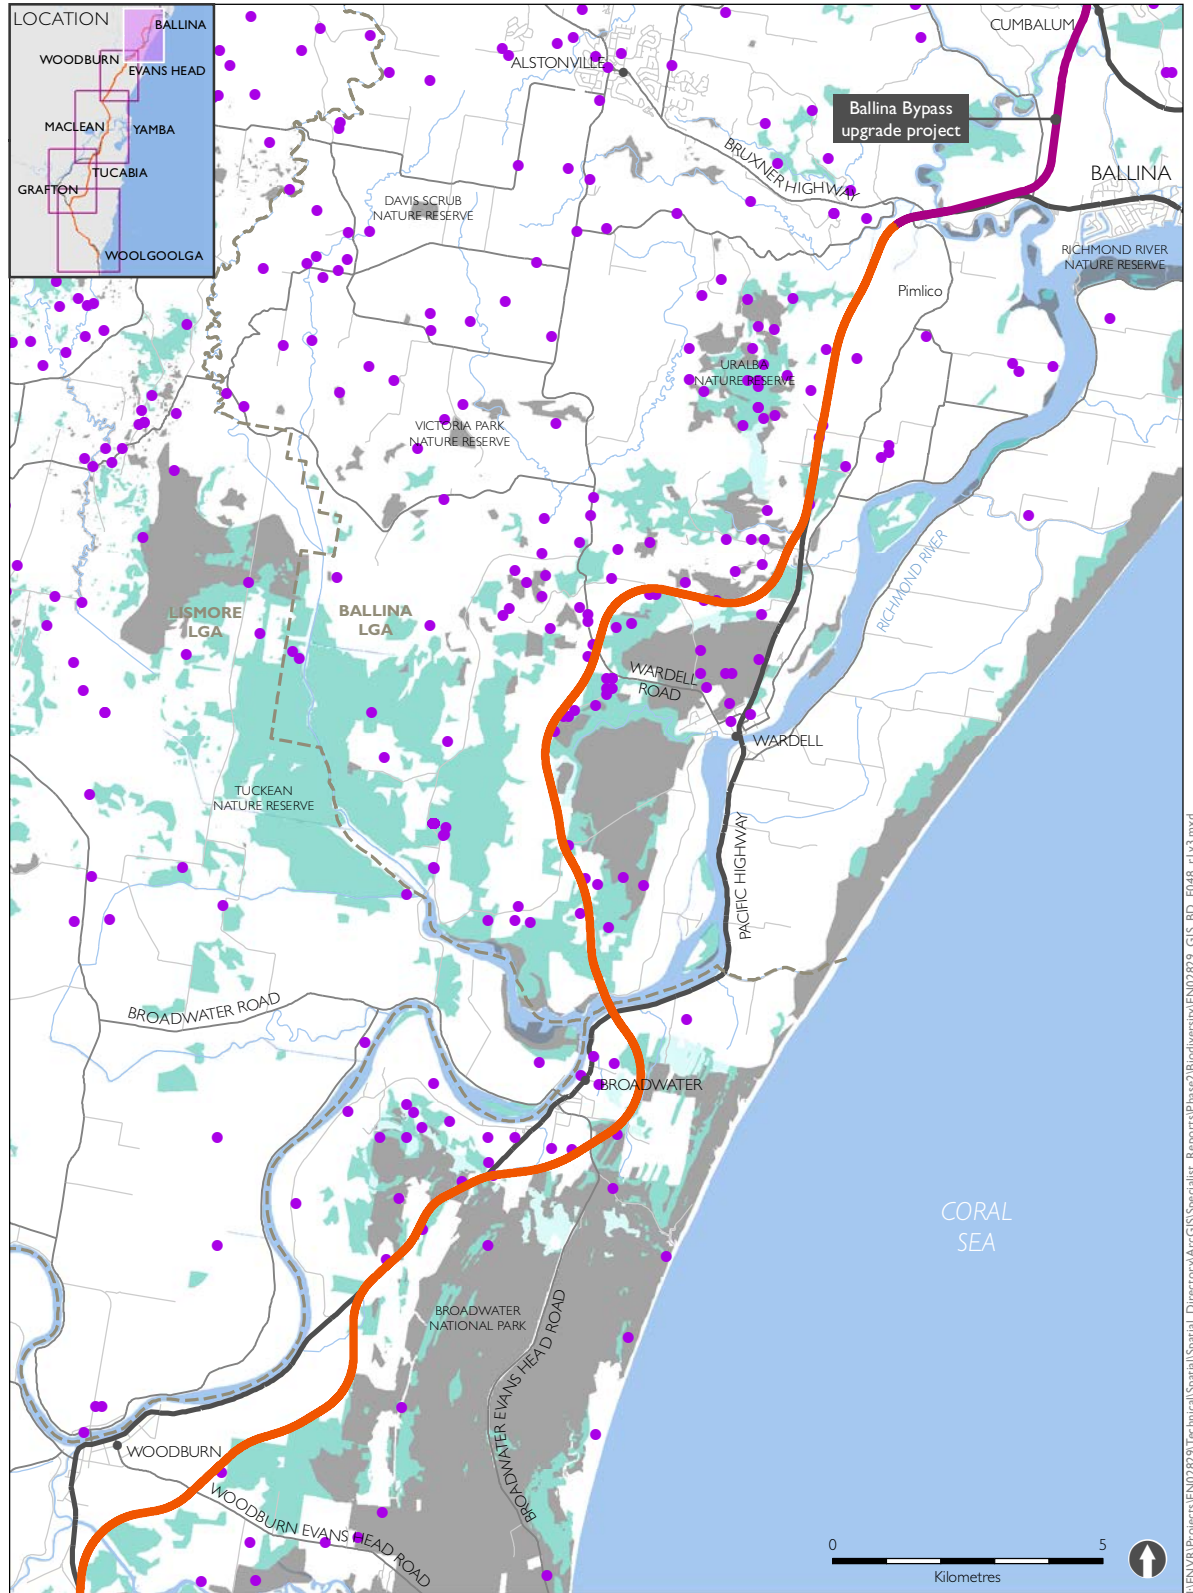 LOCATION
BALLINA
WOODBURN
EVANS HEAD
MACLEAN
YAMBA
TUCABIA
GRAFTON
WOOLGOOLGA
CUMBALUM
ALSTONVILLE
Ballina Bypass
upgrade project
BRUXNER HIGHWAY
BALLINA
DAVIS SCRUB
NATURE RESERVE
RICHMOND RIVER
NATURE RESERVE
Pimlico
URALBA
NATURE RESERVE
VICTORIA PARK
NATURE RESERVE
RICHMOND RIVER
LISMORE
LGA
BALLINA
LGA
WARDELL
ROAD
WARDELL
TUCKEAN
NATURE RESERVE
PACIFIC HIGHWAY
BROADWATER ROAD
BROADWATER
CORAL
SEA
BROADWATER
NATIONAL PARK
BROADWATER EVANS HEAD ROAD
WOODBURN
WOODBURN EVANS HEAD ROAD
0
5
Kilometres